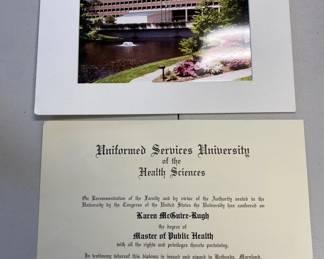 Uniformed Services University
of the
Health Sciences
On Recommendation of the Faculty and by virtue of the Authority vested in the
University by the Congress of the United States the University has conferred on
Karen McGuire-Rugh
the degree of
Master of Public Health
with all the rights and privileges thereto pertaining.
In testimony whereof this diploma is issued and signed in Bethesda, Maryland,